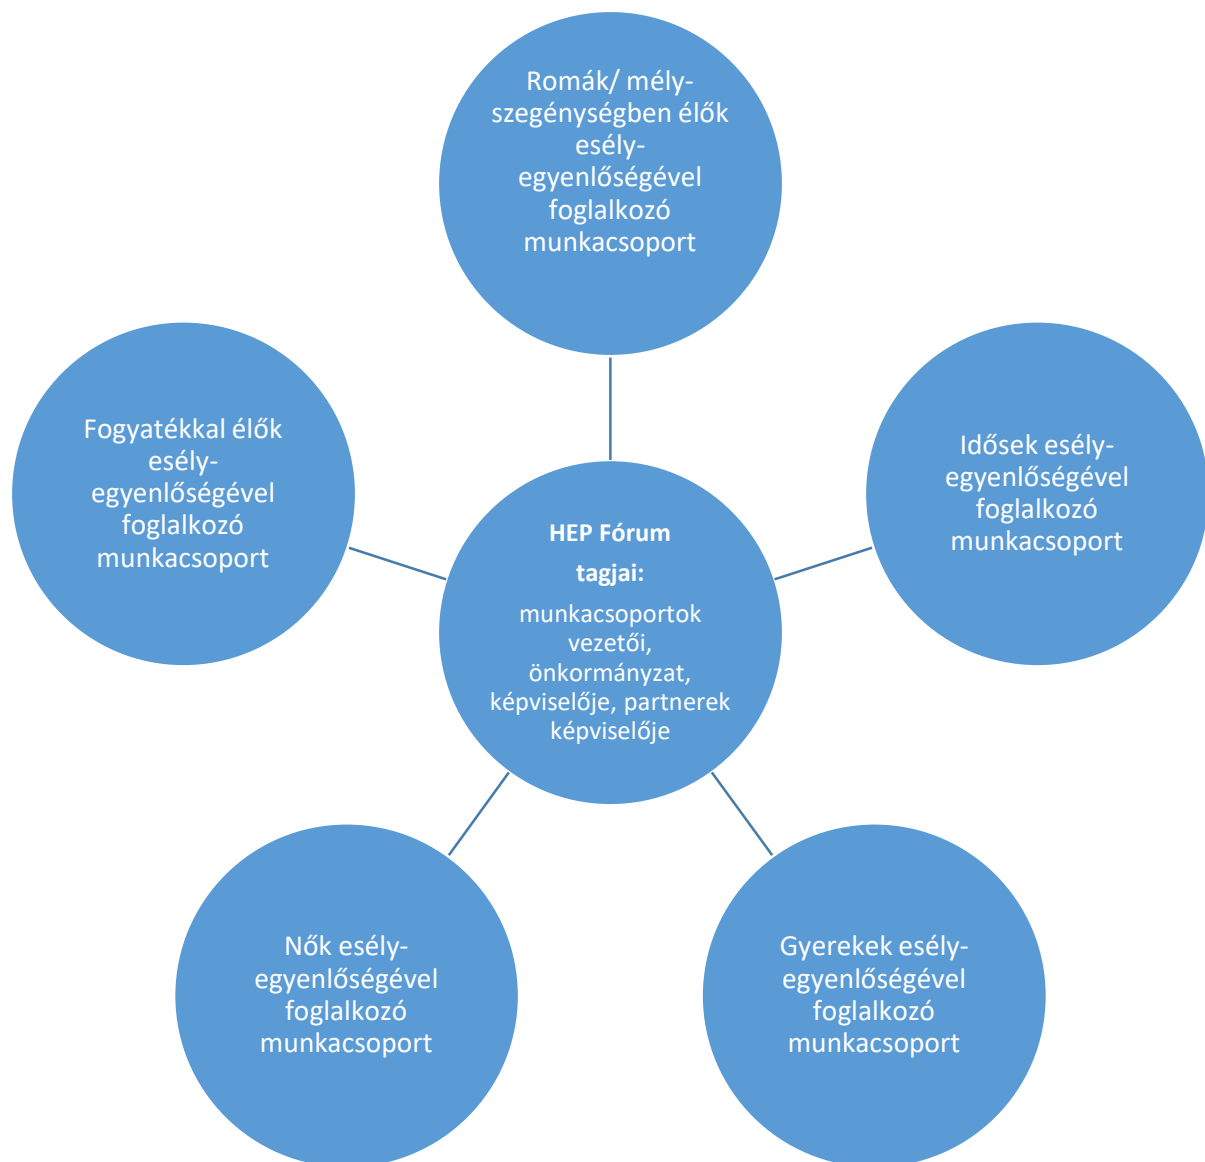 Romák/ mély-
szegénységben élők
esély-
egyenlőségével
foglalkozó
munkacsoport
Fogyatékkal élők
esély-
egyenlőségével
foglalkozó
munkacsoport
Idősek esély-
egyenlőségével
foglalkozó
munkacsoport
HEP Fórum
tagjai:
munkacsoportok
vezetői,
önkormányzat,
képviselője, partnerek
képviselője
Nők esély-
egyenlőségével
foglalkozó
munkacsoport
Gyerekek esély-
egyenlőségével
foglalkozó
munkacsoport